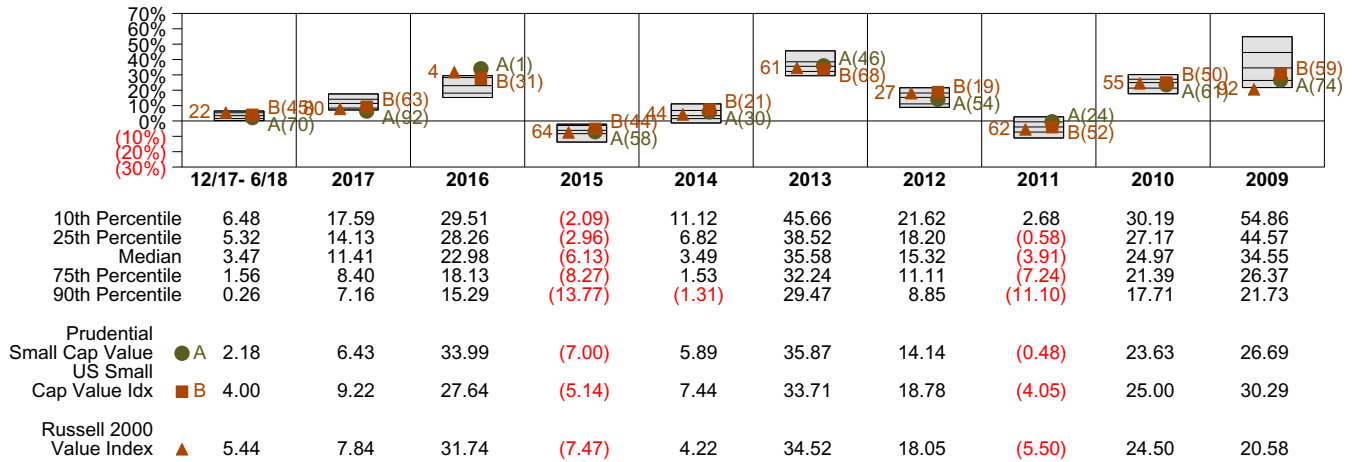 70%
60%
50%
40%
30%
20%
10%
0%
(10%)
(20%)
(30%)
22 B(45) A(70)
80 B(63) A(92)
4 A(1) B(31)
64 B(44) A(58)
44 B(21) A(30)
61 A(46) B(68)
27 B(19) A(54)
62 A(24) B(52)
55 B(50) A(61)
92 B(59) A(74)
12/17- 6/18 2017 2016 2015 2014 2013 2012 2011 2010 2009
10th Percentile 6.48 17.59 29.51 (2.09) 11.12 45.66 21.62 2.68 30.19 54.86
25th Percentile 5.32 14.13 28.26 (2.96) 6.82 38.52 18.20 (0.58) 27.17 44.57
Median 3.47 11.41 22.98 (6.13) 3.49 35.58 15.32 (3.91) 24.97 34.55
75th Percentile 1.56 8.40 18.13 (8.27) 1.53 32.24 11.11 (7.24) 21.39 26.37
90th Percentile 0.26 7.16 15.29 (13.77) (1.31) 29.47 8.85 (11.10) 17.71 21.73
Prudential
Small Cap Value A 2.18 6.43 33.99 (7.00) 5.89 35.87 14.14 (0.48) 23.63 26.69
US Small
Cap Value Idx B 4.00 9.22 27.64 (5.14) 7.44 33.71 18.78 (4.05) 25.00 30.29
Russell 2000
Value Index 5.44 7.84 31.74 (7.47) 4.22 34.52 18.05 (5.50) 24.50 20.58